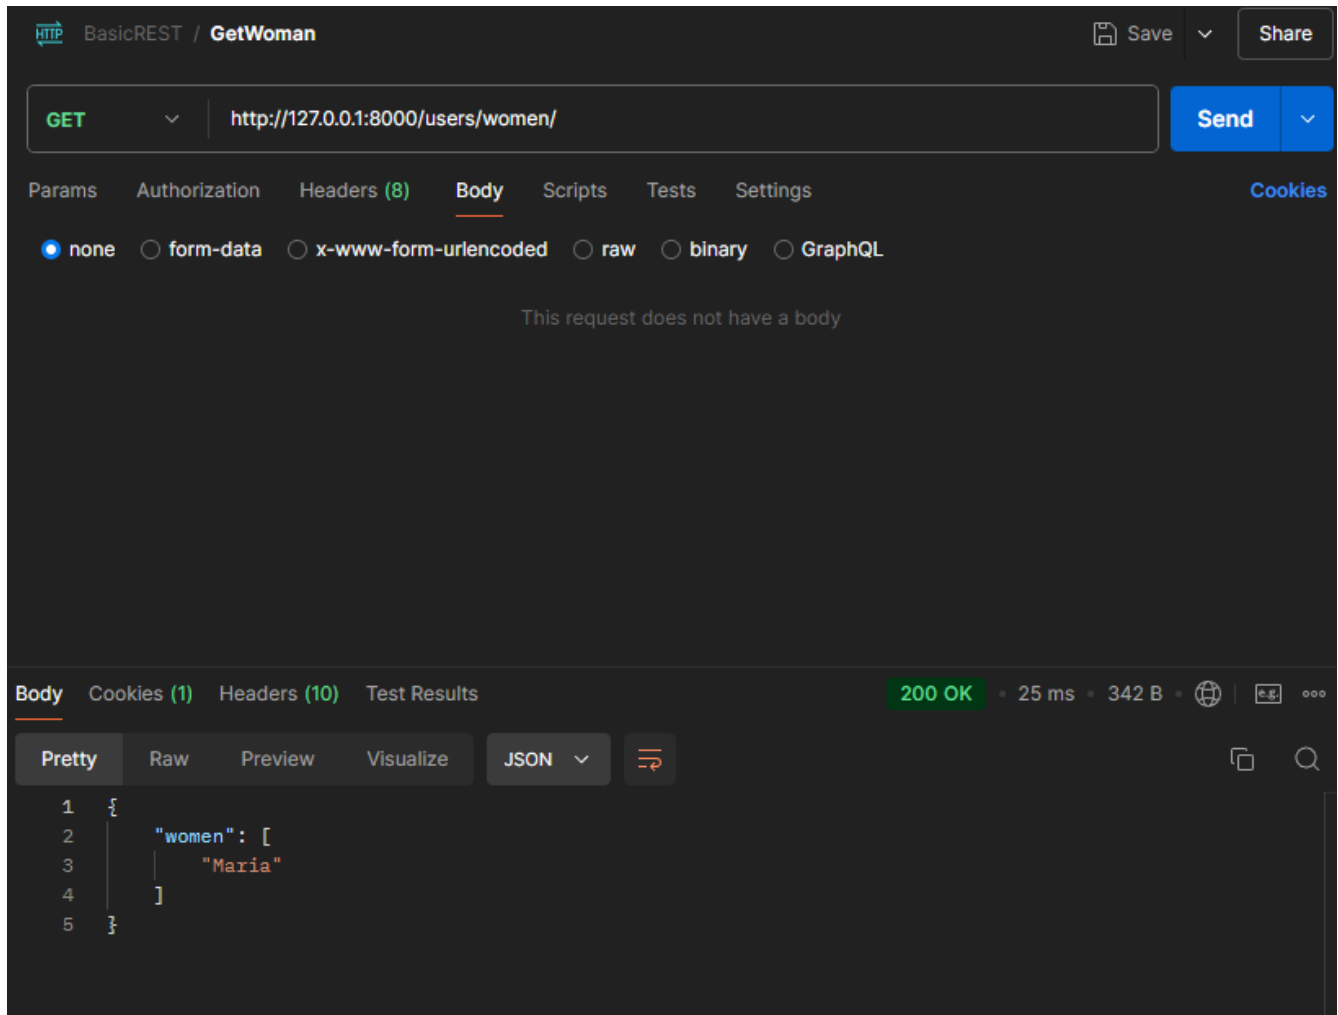 HTTP BasicREST / GetWoman Save Share
GET http://127.0.0.1:8000/users/women/ Send
Params Authorization Headers (8) Body Scripts Tests Settings Cookies
none form-data x-www-form-urlencoded raw binary GraphQL
This request does not have a body
Body Cookies (1) Headers (10) Test Results 200 OK • 25 ms • 342 B • e.g. ooo
Pretty Raw Preview Visualize JSON
1 {
2 "women": [
3 "Maria"
4 ]
5 }